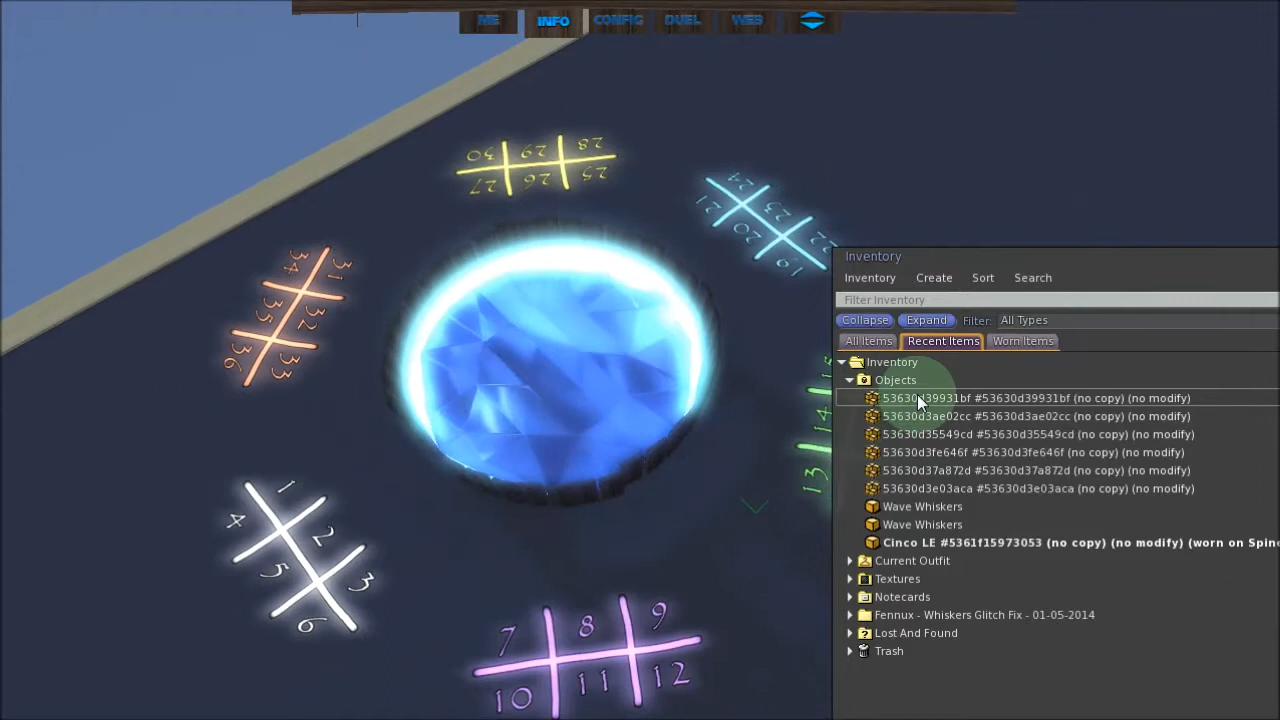 ME INFO CONFIG DUEL WEB
30 29 28
27 26 25
24 23 22
21 20 19
34 31
35 32
36 33
15
14
13
1 2 3
4 5 6
7 8 9
10 11 12
Inventory
Inventory Create Sort Search
Filter Inventory
Collapse Expand Filter: All Types
All Items Recent Items Worn Items
Inventory
Objects
53630d39931bf #53630d39931bf (no copy) (no modify)
53630d3ae02cc #53630d3ae02cc (no copy) (no modify)
53630d35549cd #53630d35549cd (no copy) (no modify)
53630d3fe646f #53630d3fe646f (no copy) (no modify)
53630d37a872d #53630d37a872d (no copy) (no modify)
53630d3e03aca #53630d3e03aca (no copy) (no modify)
Wave Whiskers
Wave Whiskers
Cinco LE #5361f15973053 (no copy) (no modify) (worn on Spin
Current Outfit
Textures
Notecards
Fennux - Whiskers Glitch Fix - 01-05-2014
Lost And Found
Trash